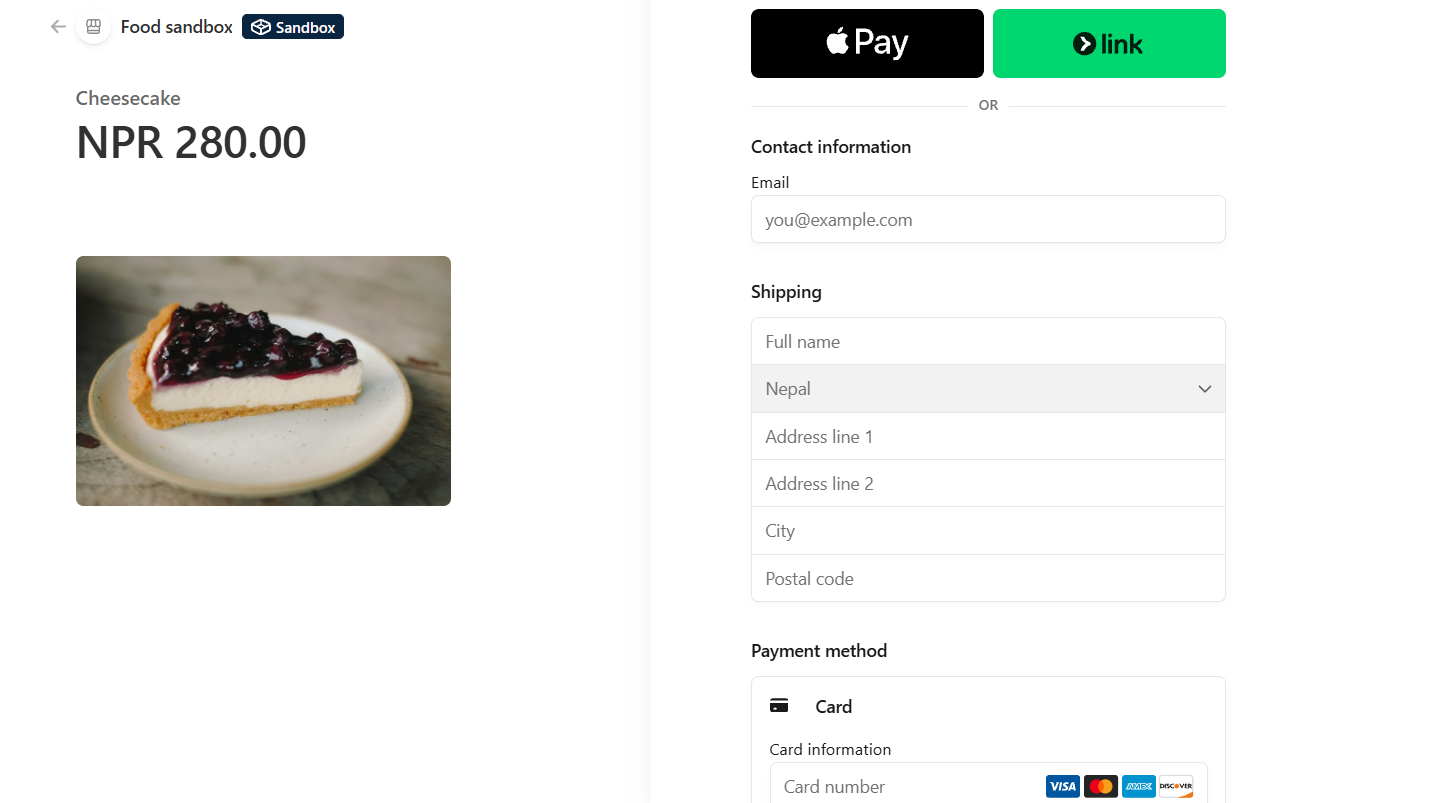 Food sandbox Sandbox
Cheesecake
NPR 280.00
Pay
link
OR
Contact information
Email
you@example.com
Shipping
Full name
Nepal
Address line 1
Address line 2
City
Postal code
Payment method
Card
Card information
Card number VISA AMEX DISCOVER